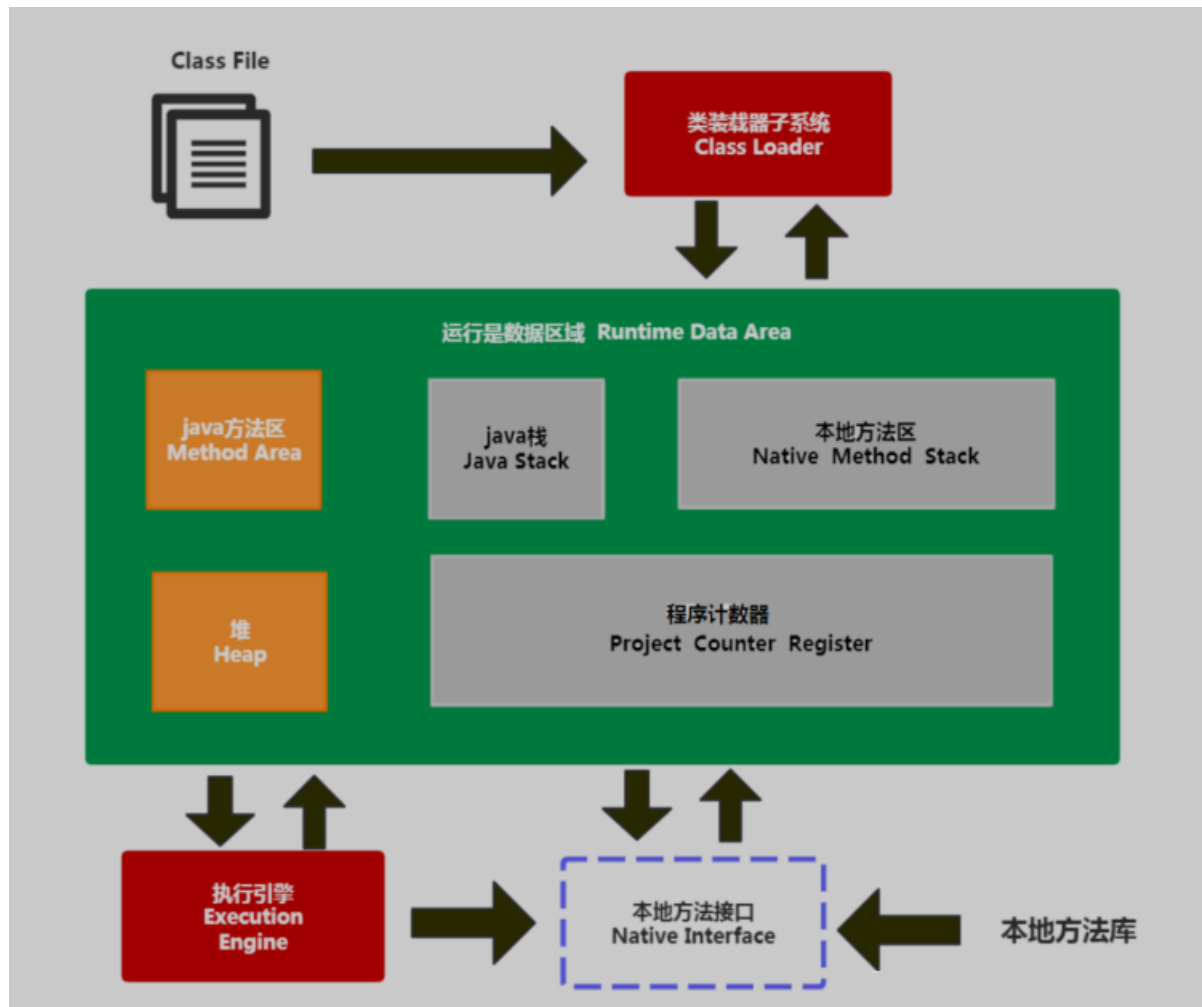 Class File
类装载器子系统
Class Loader
运行是数据区域 Runtime Data Area
java方法区
Method Area
java栈
Java Stack
本地方法区
Native Method Stack
堆
Heap
程序计数器
Project Counter Register
执行引擎
Execution
Engine
本地方法接口
Native Interface
本地方法库